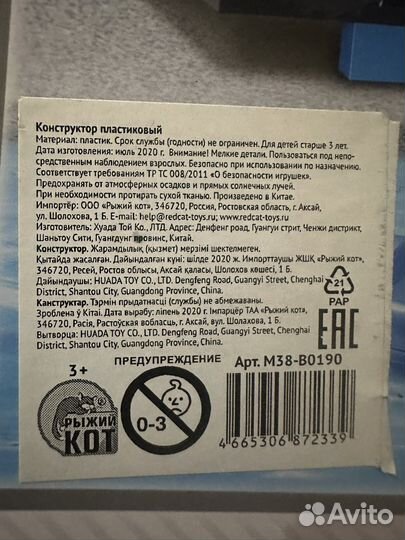 Конструктор пластиковый
Материал: пластик. Срок службы (годности) не ограничен. Для детей старше 3 лет.
Дата изготовления: июль 2020 г. Внимание! Мелкие детали. Пользоваться под непо-
средственным наблюдением взрослых. Безопасно при использовании по назначению.
Соответствует требованиям ТР ТС 008/2011 «О безопасности игрушек».
Предохранять от атмосферных осадков и прямых солнечных лучей.
При необходимости протирать сухой тканью. Произведено в Китае.
Импортёр: ООО «Рыжий кот», 346720, Россия, Ростовская область, г. Аксай,
ул. Шолохова, 1 Б. E-mail: help@redcat-toys.ru, www.redcat-toys.ru
Изготовитель: Хуада Той Ко., ЛТД. Адрес: Денфенг роад, Гуангуи стрит, Ченжи дистрикт,
Шаньтоу Сити, Гуангдунг провинс, Китай.
Конструктор. Жарамдылық (қызмет) мерзімі шектелмеген.
Қытайда жасалған. Дайындалған күні: шілде 2020 ж. Импорттаушы ЖШҚ «Рыжий кот»,
346720, Ресей, Ростов облысы, Ақсай қаласы, Шолохов көшесі, 1 б.
Дайындаушы: HUADA TOY CO., LTD. Dengfeng Road, Guangyi Street, Chenghai
District, Shantou City, Guangdong Province, China.
Канструктар. Тэрмін прыдатнасці (службы) не абмежаваны.
Зроблена ў Кітаі. Дата вырабу: ліпень 2020 г. Імпарцёр ТАА «Рыжий кот»,
346720, Расія, Растоўская вобласць, г. Аксай, вул. Шалахава, 1 Б.
Вытворца: HUADA TOY CO., LTD. Dengfeng Road, Guangyi Street, Chenghai
District, Shantou City, Guangdong Province, China.
21
PAP
EAC
ПРЕДУПРЕЖДЕНИЕ
Арт. М38-В0190
3+
0-3
РЫЖИЙ
КОТ
4 665306 872339
Avito